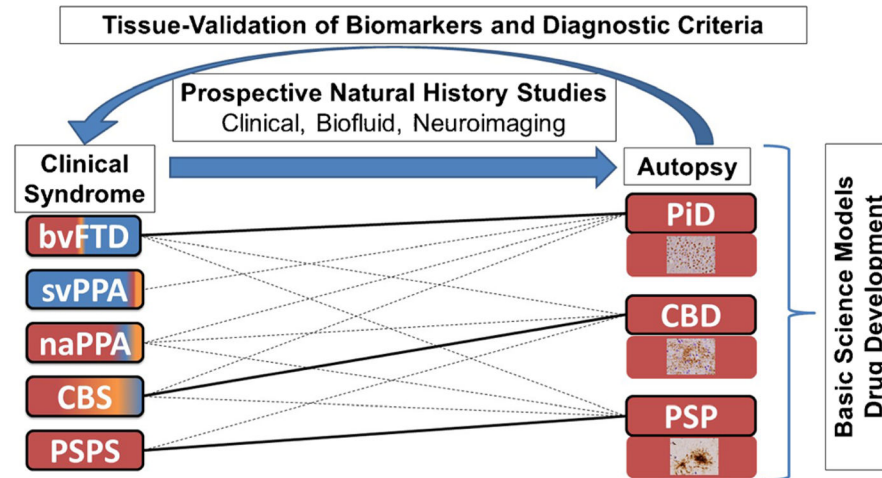 Tissue-Validation of Biomarkers and Diagnostic Criteria
Prospective Natural History Studies
Clinical, Biofluid, Neuroimaging
Clinical
Syndrome
Autopsy
bvFTD
svPPA
naPPA
CBS
PSPS
PiD
CBD
PSP
Basic Science Models
Drug Development